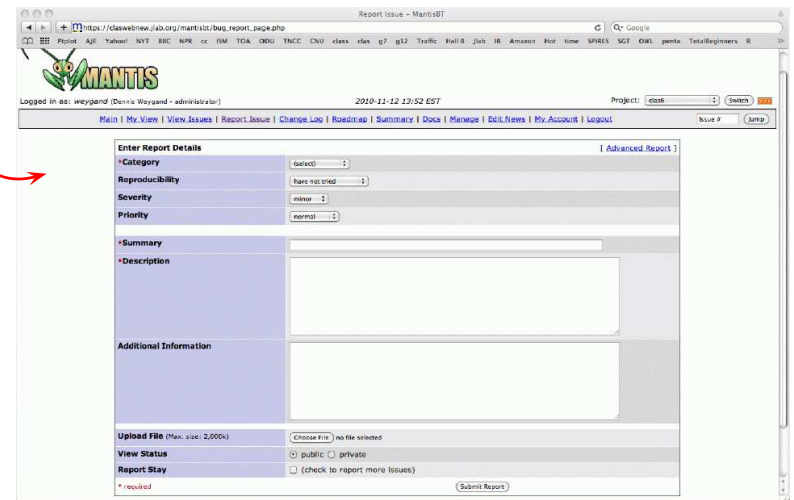 Report Issue - MantisBT
https://claswebnew.jlab.org/mantisbt/bug_report_page.php
Google
Ptplot AJE Yahoo! NYT BBC NPR cc ISM TOA ODU TNCC CNU class clas g7 g12 Traffic Hall B Jlab IR Amazon Hot time SPIRES SGT OWL penta TotalBeginners R
MANTIS
Logged in as: weygand (Dennis Weygand - administrator)
2010-11-12 13:52 EST
Project: clas6 Switch
Main | My View | View Issues | Report Issue | Change Log | Roadmap | Summary | Docs | Manage | Edit News | My Account | Logout
Issue # Jump
Enter Report Details [ Advanced Report ]
*Category (select)
Reproducibility have not tried
Severity minor
Priority normal
*Summary
*Description
Additional Information
Upload File (Max. size: 2,000k) Choose File no file selected
View Status public private
Report Stay (check to report more issues)
* required Submit Report